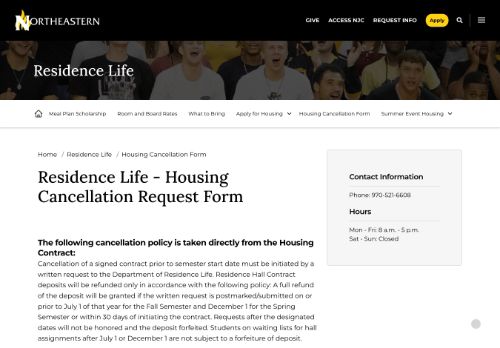 NORTHEASTERN
GIVE ACCESS NJC REQUEST INFO Apply
Residence Life
Meal Plan Scholarship Room and Board Rates What to Bring Apply for Housing Housing Cancellation Form Summer Event Housing
Home / Residence Life / Housing Cancellation Form
Residence Life - Housing
Cancellation Request Form
The following cancellation policy is taken directly from the Housing
Contract:
Cancellation of a signed contract prior to semester start date must be initiated by a
written request to the Department of Residence Life. Residence Hall Contract
deposits will be refunded only in accordance with the following policy: A full refund
of the deposit will be granted if the written request is postmarked/submitted on or
prior to July 1 of that year for the Fall Semester and December 1 for the Spring
Semester or within 30 days of initiating the contract. Requests after the designated
dates will not be honored and the deposit forfeited. Students on waiting lists for hall
assignments after July 1 or December 1 are not subject to a forfeiture of deposit.
Contact Information
Phone: 970-521-6608
Hours
Mon - Fri: 8 a.m. - 5 p.m.
Sat - Sun: Closed